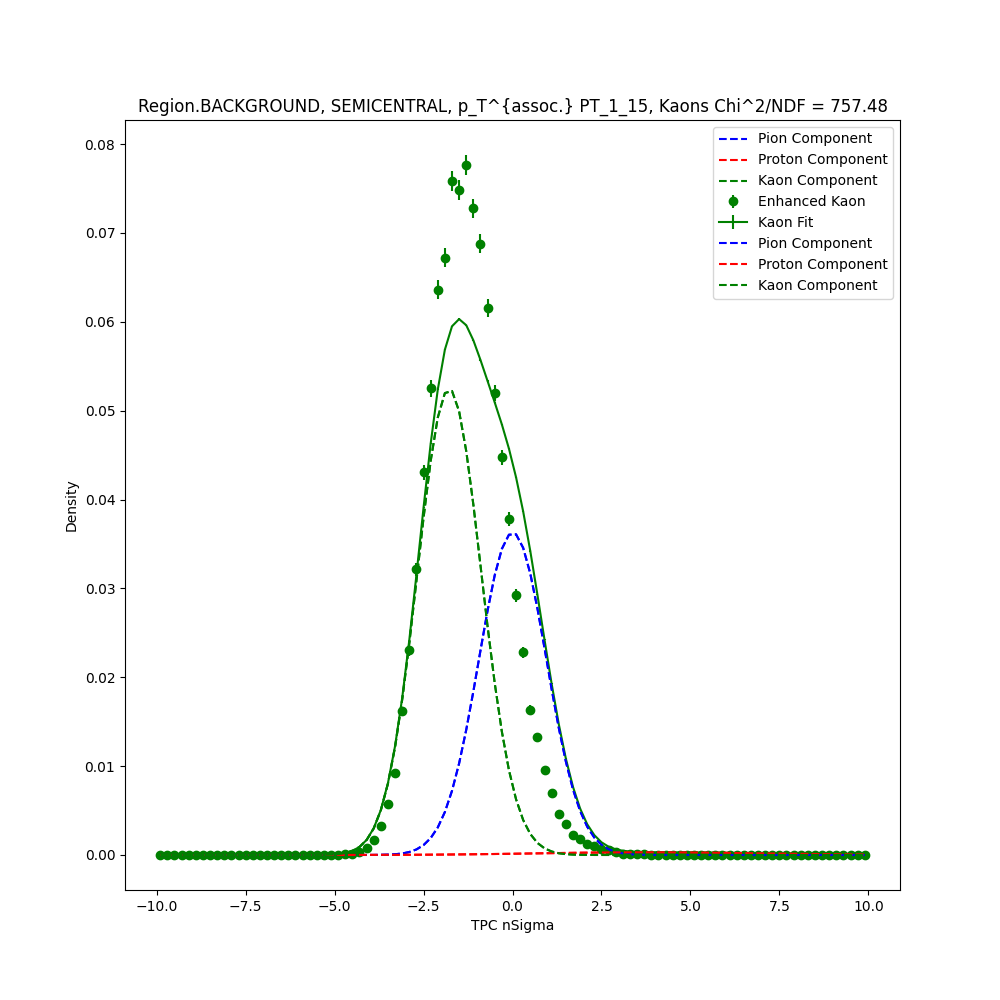 Region.BACKGROUND, SEMICENTRAL, p_T^{assoc.} PT_1_15, Kaons Chi^2/NDF = 757.48
Pion Component
Proton Component
Kaon Component
Enhanced Kaon
Kaon Fit
Pion Component
Proton Component
Kaon Component
0.08
0.07
0.06
0.05
0.04
0.03
0.02
0.01
0.00
Density
−10.0 −7.5 −5.0 −2.5 0.0 2.5 5.0 7.5 10.0
TPC nSigma